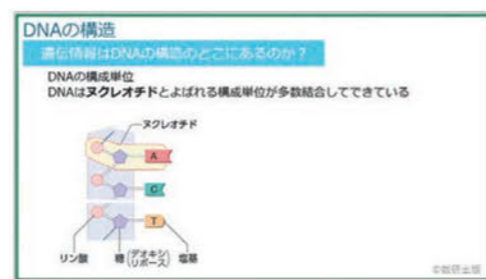 DNAの構造
遺伝情報はDNAの構造のどこにあるのか？
DNAの構成単位
DNAはヌクレオチドとよばれる構成単位が多数結合してできている
ヌクレオチド
A
C
T
リン酸 糖(デオキシリボース) 塩基
©数研出版